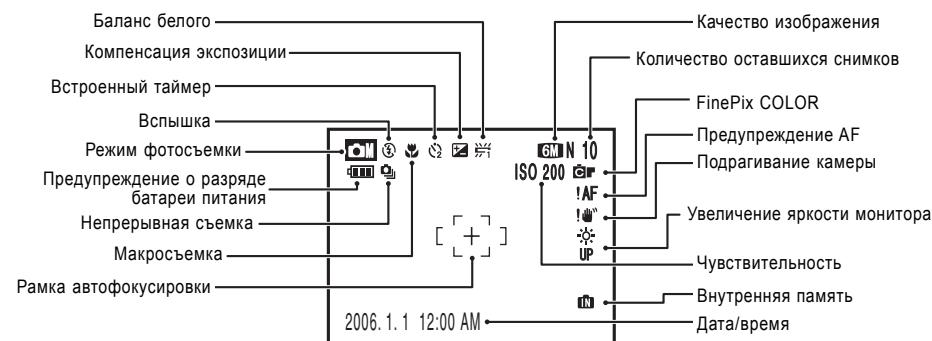 Баланс белого
Компенсация экспозиции
Встроенный таймер
Вспышка
Режим фотосъемки
Предупреждение о разряде
батареи питания
Непрерывная съемка
Макросъемка
Рамка автофокусировки
6M N 10
ISO 200
!AF
UP
2006. 1. 1 12:00 AM
Качество изображения
Количество оставшихся снимков
FinePix COLOR
Предупреждение AF
Подрагивание камеры
Увеличение яркости монитора
Чувствительность
Внутренняя память
Дата/время